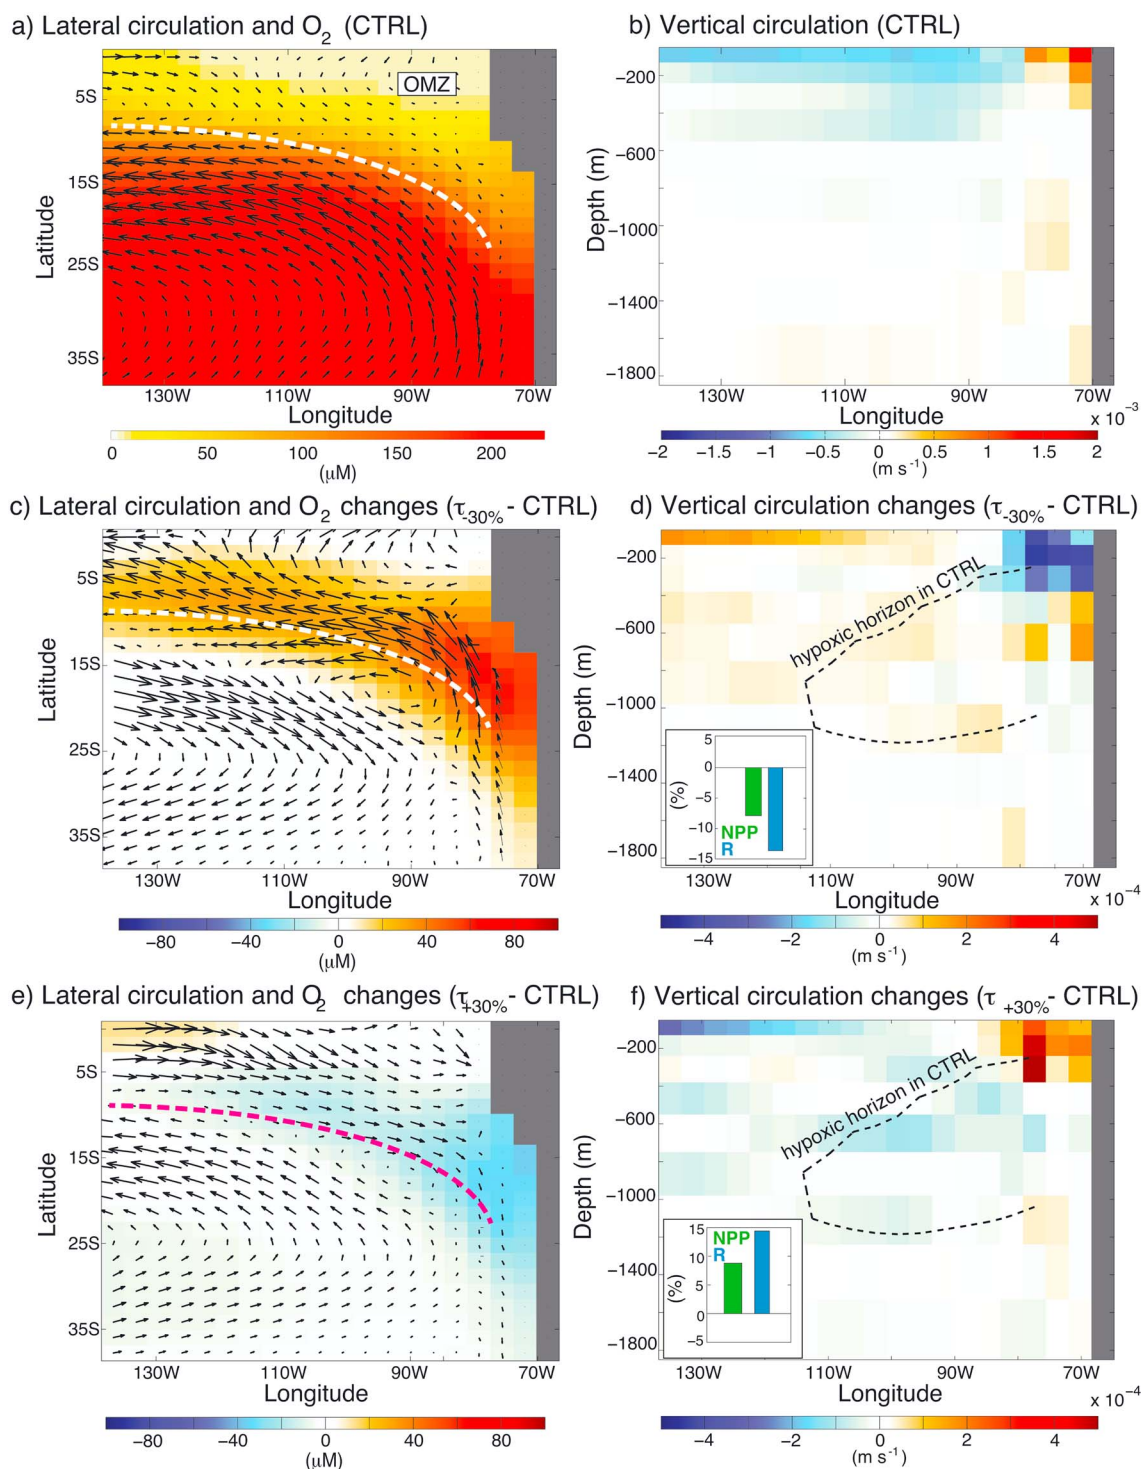 a) Lateral circulation and O2 (CTRL)
OMZ
5S
15S
25S
35S
Latitude
130W 110W 90W 70W
Longitude
0 50 100 150 200
(μM)
b) Vertical circulation (CTRL)
−200
−600
−1000
−1400
−1800
Depth (m)
130W 110W 90W 70W
Longitude
x 10−3
−2 −1.5 −1 −0.5 0 0.5 1 1.5 2
(m s-1)
c) Lateral circulation and O2 changes (τ-30% - CTRL)
5S
15S
25S
35S
Latitude
130W 110W 90W 70W
Longitude
−80 −40 0 40 80
(μM)
d) Vertical circulation changes (τ-30% - CTRL)
−200
−600
−1000
−1400
−1800
Depth (m)
hypoxic horizon in CTRL
5
0
−5
−10
−15
(%)
NPP
R
110W 90W 70W
Longitude
x 10−4
−4 −2 0 2 4
(m s-1)
e) Lateral circulation and O2 changes (τ+30% - CTRL)
5S
15S
25S
35S
Latitude
130W 110W 90W 70W
Longitude
−80 −40 0 40 80
(μM)
f) Vertical circulation changes (τ +30% - CTRL)
−200
−600
−1000
−1400
−1800
Depth (m)
hypoxic horizon in CTRL
15
10
5
0
−5
(%)
NPP
R
130W 110W 90W 70W
Longitude
x 10−4
−4 −2 0 2 4
(m s-1)